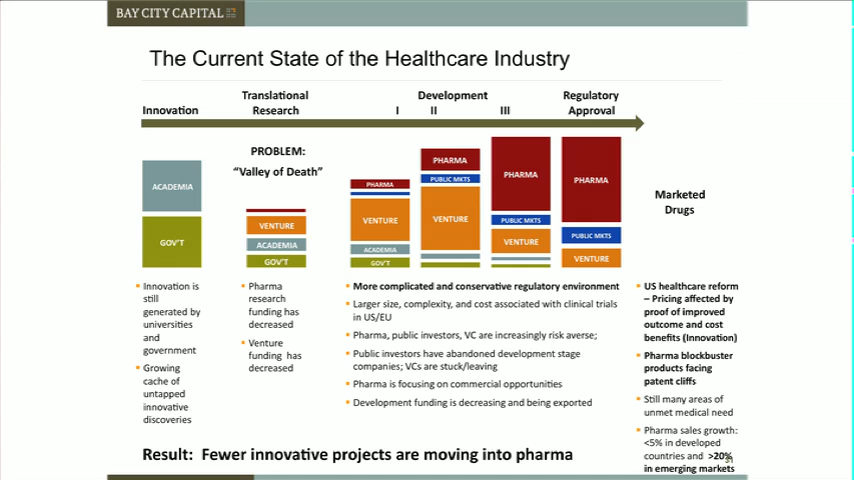 BAY CITY CAPITAL
The Current State of the Healthcare Industry
Innovation
Translational
Research
Development
I II III
Regulatory
Approval
PROBLEM:
“Valley of Death”
ACADEMIA
GOV’T
VENTURE
ACADEMIA
GOV’T
PHARMA
VENTURE
ACADEMIA
GOV’T
PHARMA
PUBLIC MKTS
VENTURE
PHARMA
PUBLIC MKTS
VENTURE
PHARMA
PUBLIC MKTS
VENTURE
Marketed
Drugs
Innovation is
still
generated by
universities
and
government
Growing
cache of
untapped
innovative
discoveries
Pharma
research
funding has
decreased
Venture
funding has
decreased
More complicated and conservative regulatory environment
Larger size, complexity, and cost associated with clinical trials
in US/EU
Pharma, public investors, VC are increasingly risk averse;
Public investors have abandoned development stage
companies; VCs are stuck/leaving
Pharma is focusing on commercial opportunities
Development funding is decreasing and being exported
US healthcare reform
– Pricing affected by
proof of improved
outcome and cost
benefits (Innovation)
Pharma blockbuster
products facing
patent cliffs
Still many areas of
unmet medical need
Pharma sales growth:
<5% in developed
countries and >20%
in emerging markets
Result: Fewer innovative projects are moving into pharma